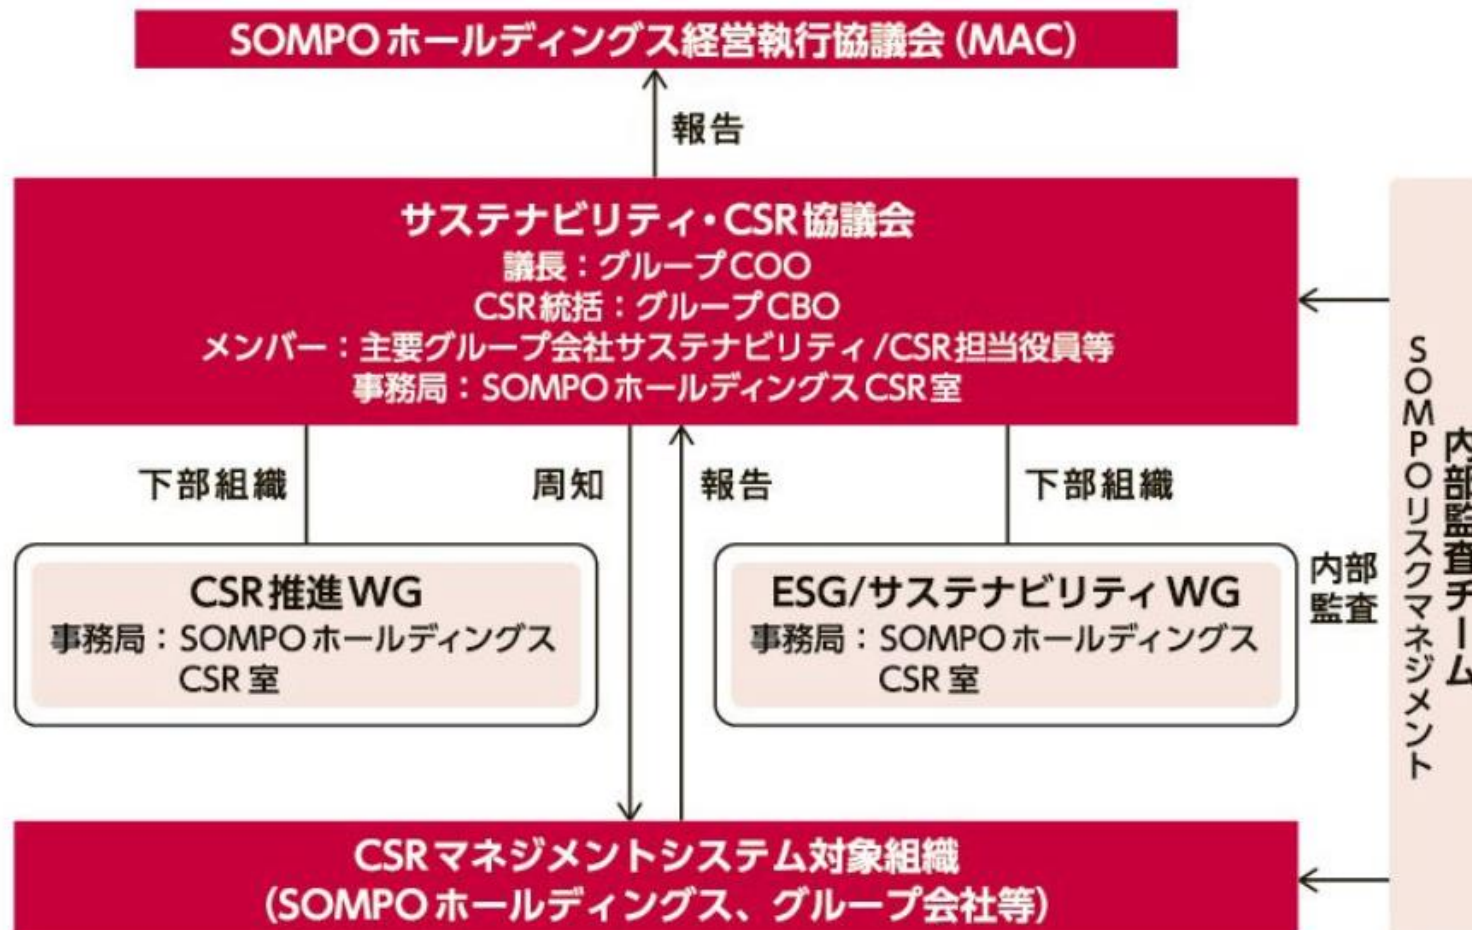 SOMPOホールディングス経営執行協議会(MAC)
報告
サステナビリティ・CSR協議会
議長：グループCOO
CSR統括：グループCBO
メンバー：主要グループ会社サステナビリティ/CSR担当役員等
事務局：SOMPOホールディングスCSR室
下部組織
周知
報告
下部組織
CSR推進WG
事務局：SOMPOホールディングス
CSR室
ESG/サステナビリティWG
事務局：SOMPOホールディングス
CSR室
内部
監査
内部監査チーム
SOMPOリスクマネジメント
CSRマネジメントシステム対象組織
(SOMPOホールディングス、グループ会社等)